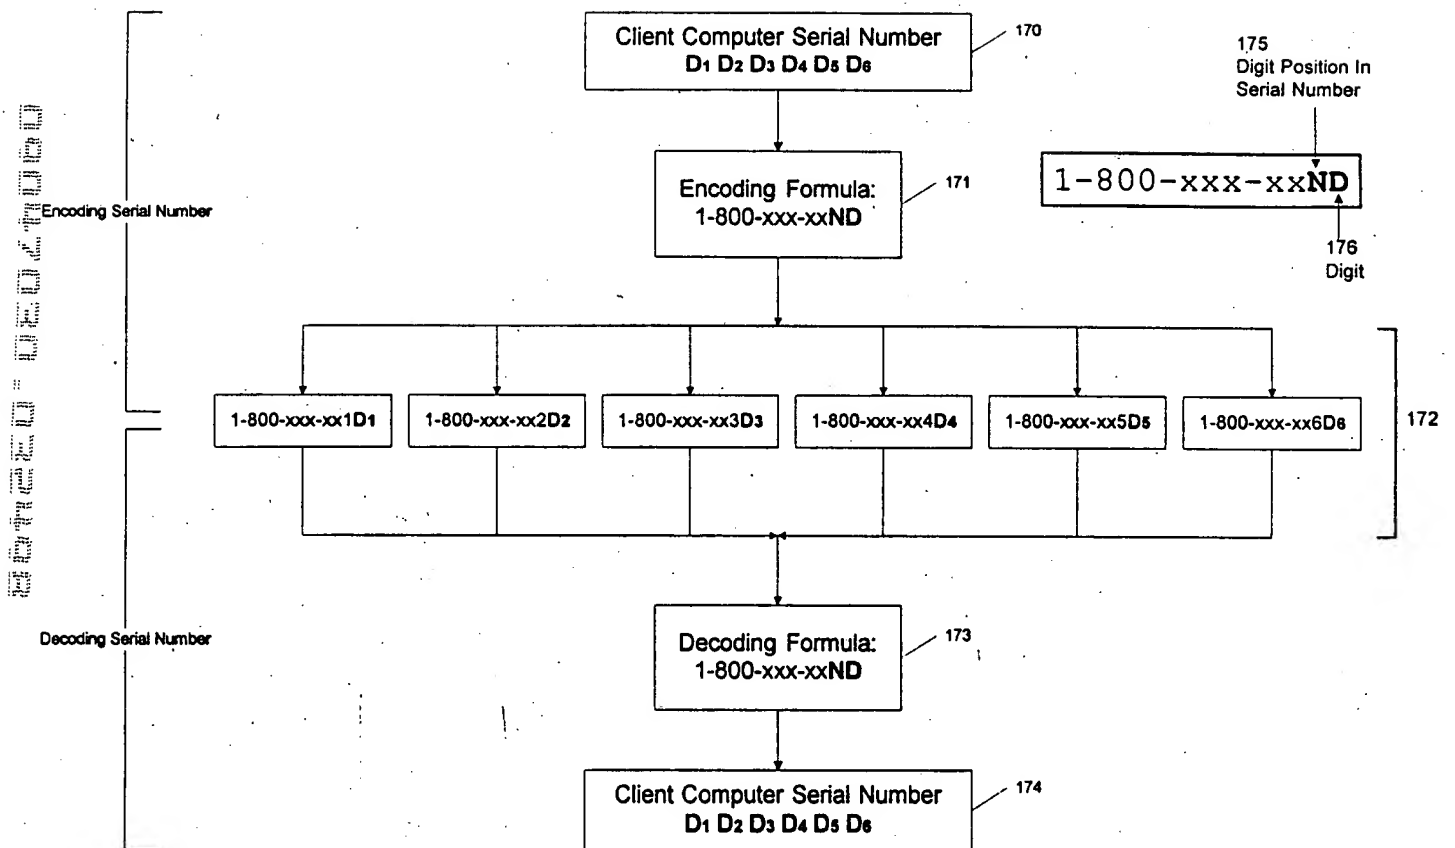 Client Computer Serial Number
D1 D2 D3 D4 D5 D6
170
175
Digit Position In
Serial Number
Encoding Formula:
1-800-xxx-xxND
171
1-800-xxx-xxND
176
Digit
Encoding Serial Number
1-800-xxx-xx1D1
1-800-xxx-xx2D2
1-800-xxx-xx3D3
1-800-xxx-xx4D4
1-800-xxx-xx5D5
1-800-xxx-xx6D6
172
Decoding Serial Number
Decoding Formula:
1-800-xxx-xxND
173
Client Computer Serial Number
D1 D2 D3 D4 D5 D6
174